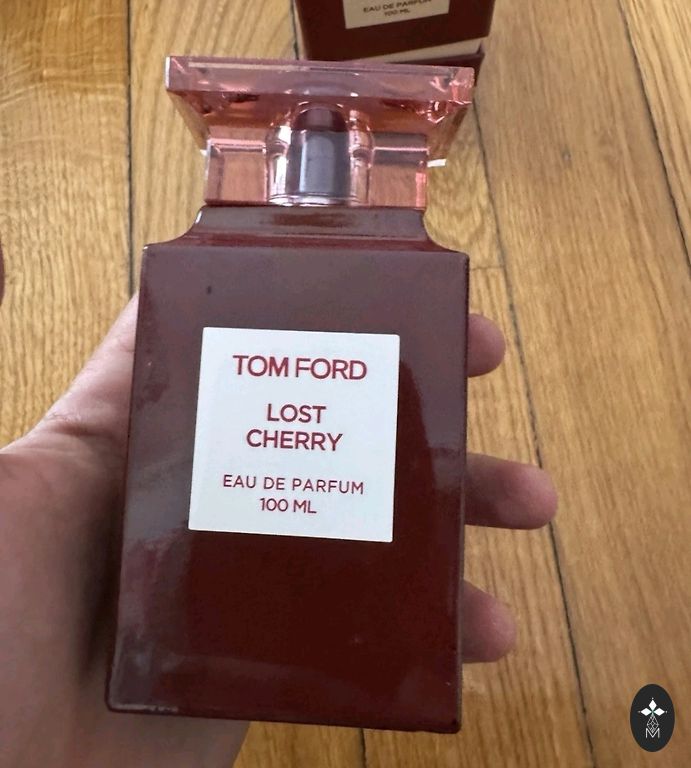 EAU DE PARFUM
100 ML
TOM FORD
LOST
CHERRY
EAU DE PARFUM
100 ML
M